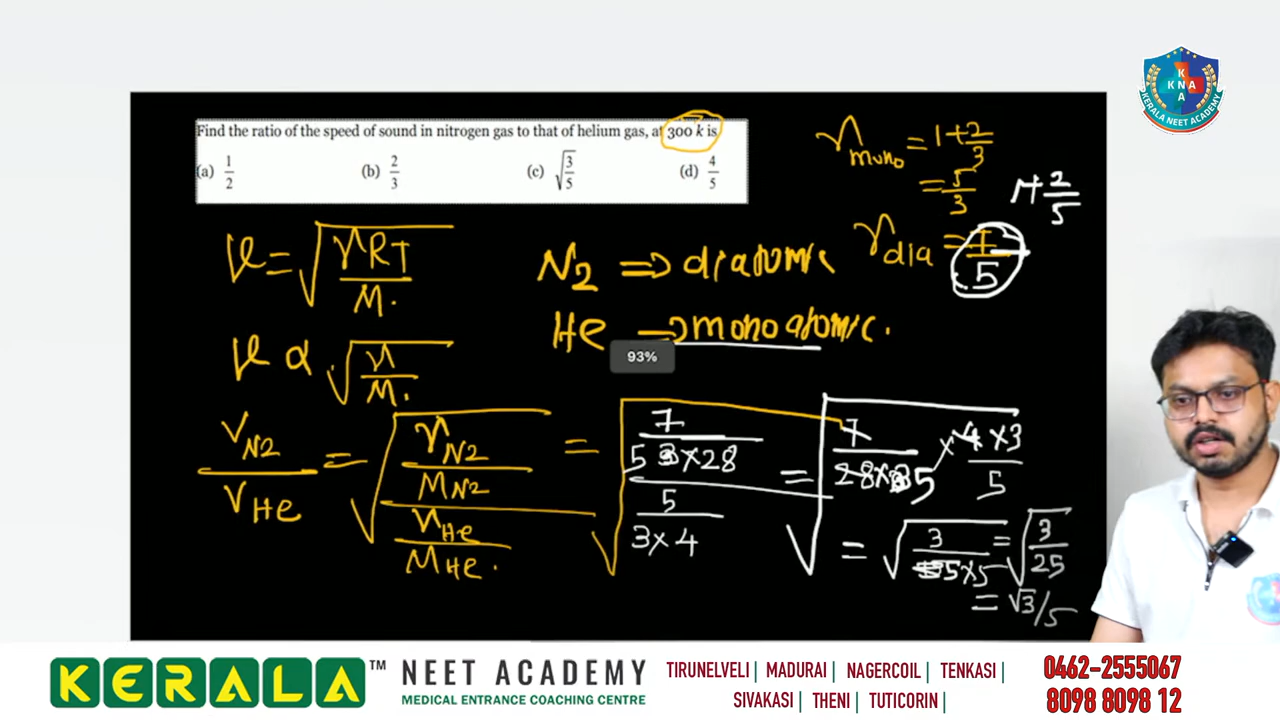 KERALA NEET ACADEMY
K
KNA
A
Find the ratio of the speed of sound in nitrogen gas to that of helium gas, at 300 k is
(a) 1/2 (b) 2/3 (c) √3/5 (d) 4/5
γmono = 1+2/3
= 5/3
1+2/5
γdia = 7/5
V = √γRT/M.
N2 ⇒ diatomic
He ⇒ monoatomic.
93%
V ∝ √γ/M.
VN2/VHe = √γN2/MN2 / γHe/MHe. = √7/5×28 / 5/3×4 = √7/28×5 × 4×3/5
= √3/5×5 = √3/25
= √3/5
KERALA™ NEET ACADEMY
MEDICAL ENTRANCE COACHING CENTRE
TIRUNELVELI | MADURAI | NAGERCOIL | TENKASI |
SIVAKASI | THENI | TUTICORIN |
0462-2555067
8098 8098 12